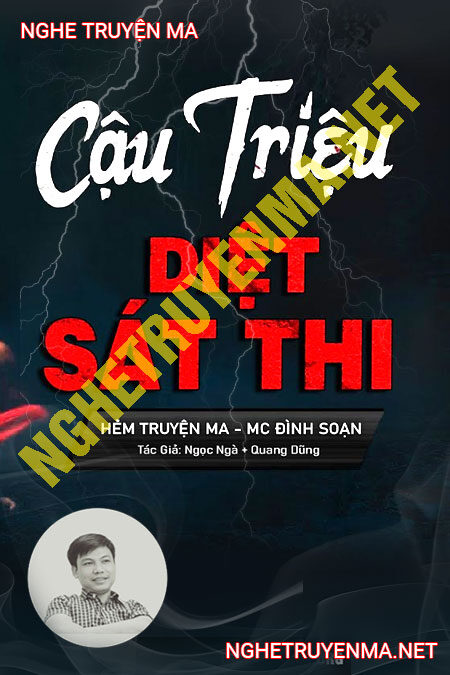 NGHE TRUYỆN MA
Cậu Triệu
NGHETRUYENMA.NET
DIỆT
SÁT THI
HẺM TRUYỆN MA - MC ĐÌNH SOẠN
Tác Giả: Ngọc Ngà + Quang Dũng
NGHETRUYENMA.NET